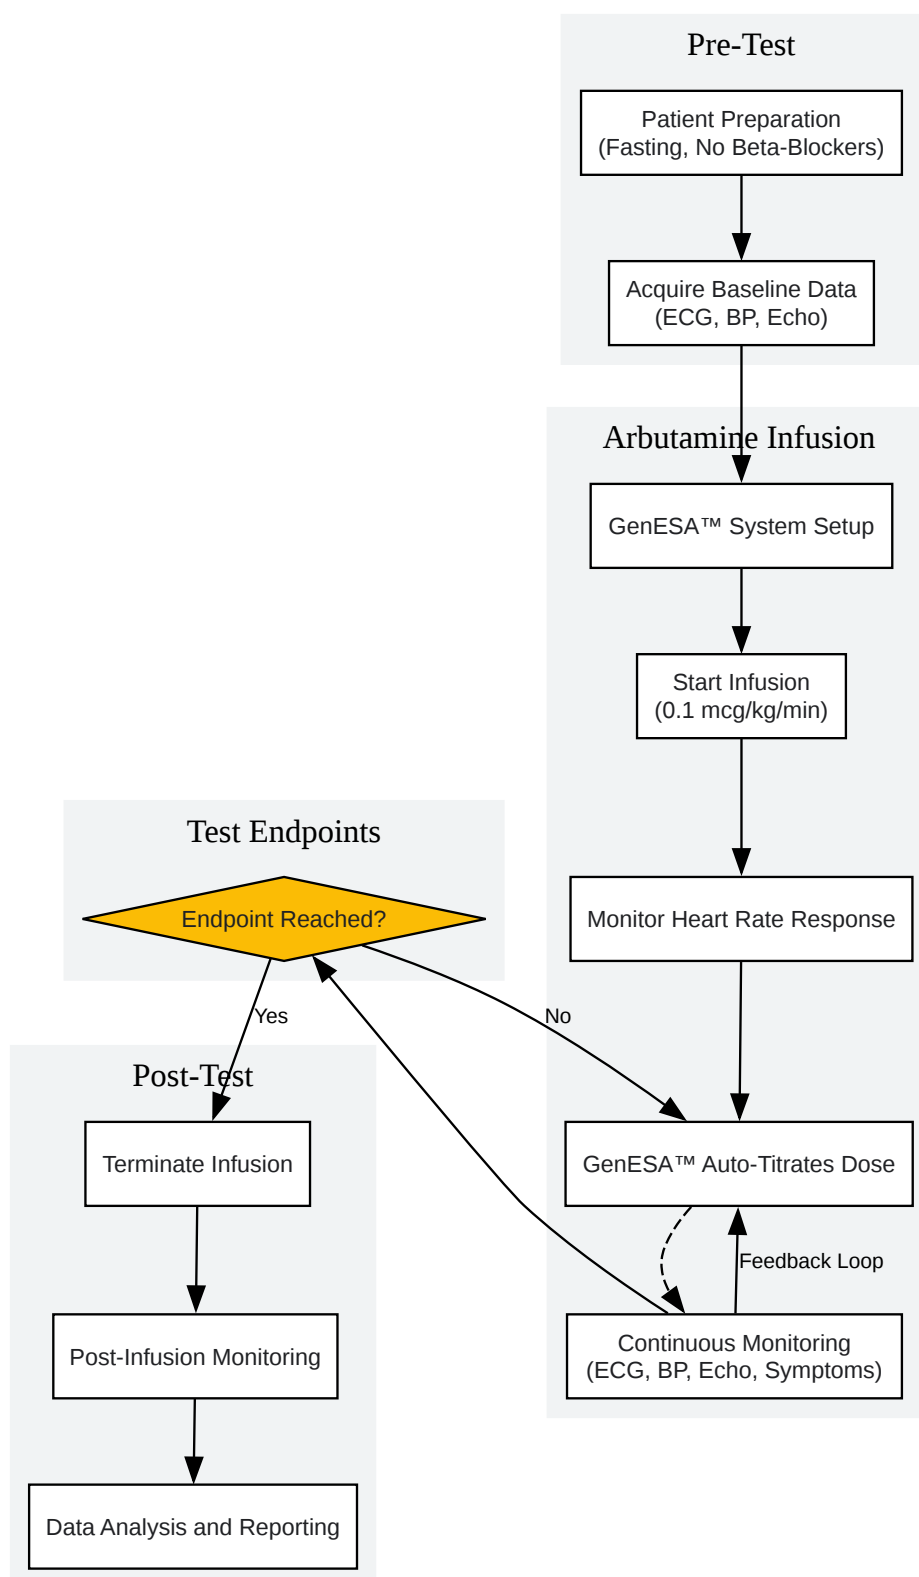 Pre-Test
Patient Preparation
(Fasting, No Beta-Blockers)
Acquire Baseline Data
(ECG, BP, Echo)
Arbutamine Infusion
GenESA™ System Setup
Start Infusion
(0.1 mcg/kg/min)
Monitor Heart Rate Response
GenESA™ Auto-Titrates Dose
Feedback Loop
Continuous Monitoring
(ECG, BP, Echo, Symptoms)
Test Endpoints
Endpoint Reached?
No
Yes
Post-Test
Terminate Infusion
Post-Infusion Monitoring
Data Analysis and Reporting